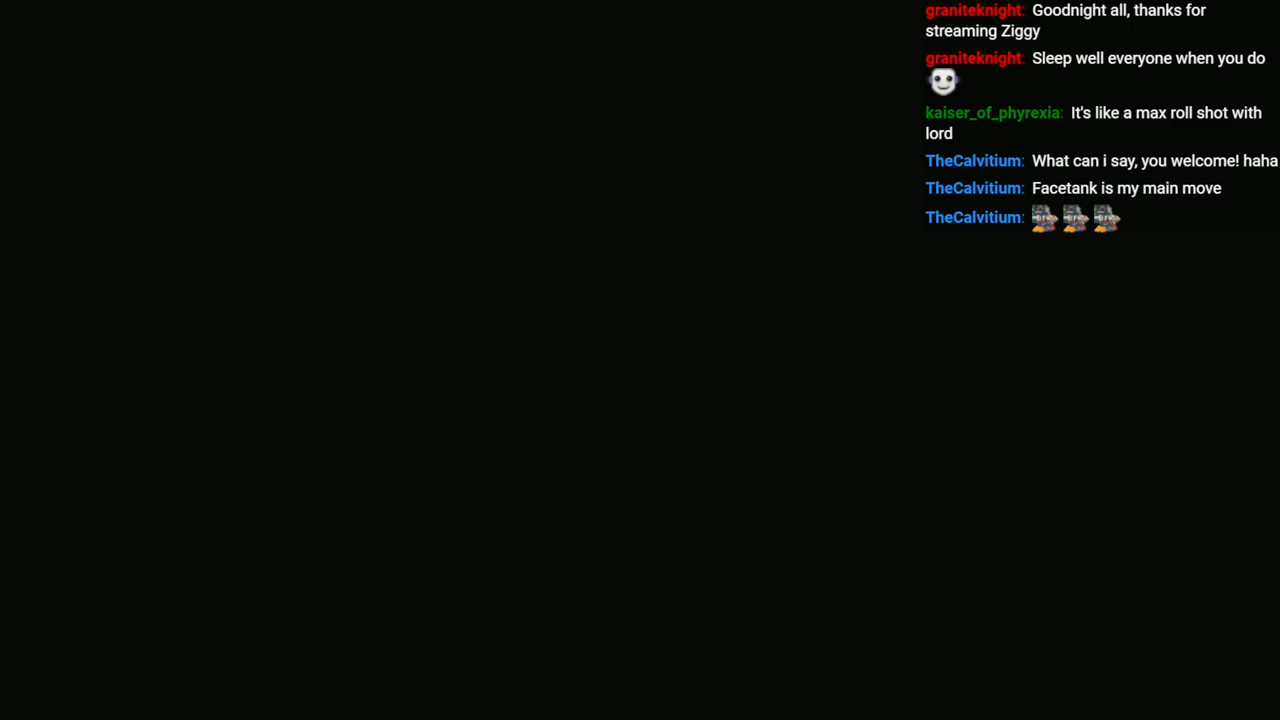 graniteknight: Goodnight all, thanks for
streaming Ziggy
graniteknight: Sleep well everyone when you do
kaiser_of_phyrexia: It's like a max roll shot with
lord
TheCalvitium: What can i say, you welcome! haha
TheCalvitium: Facetank is my main move
TheCalvitium: